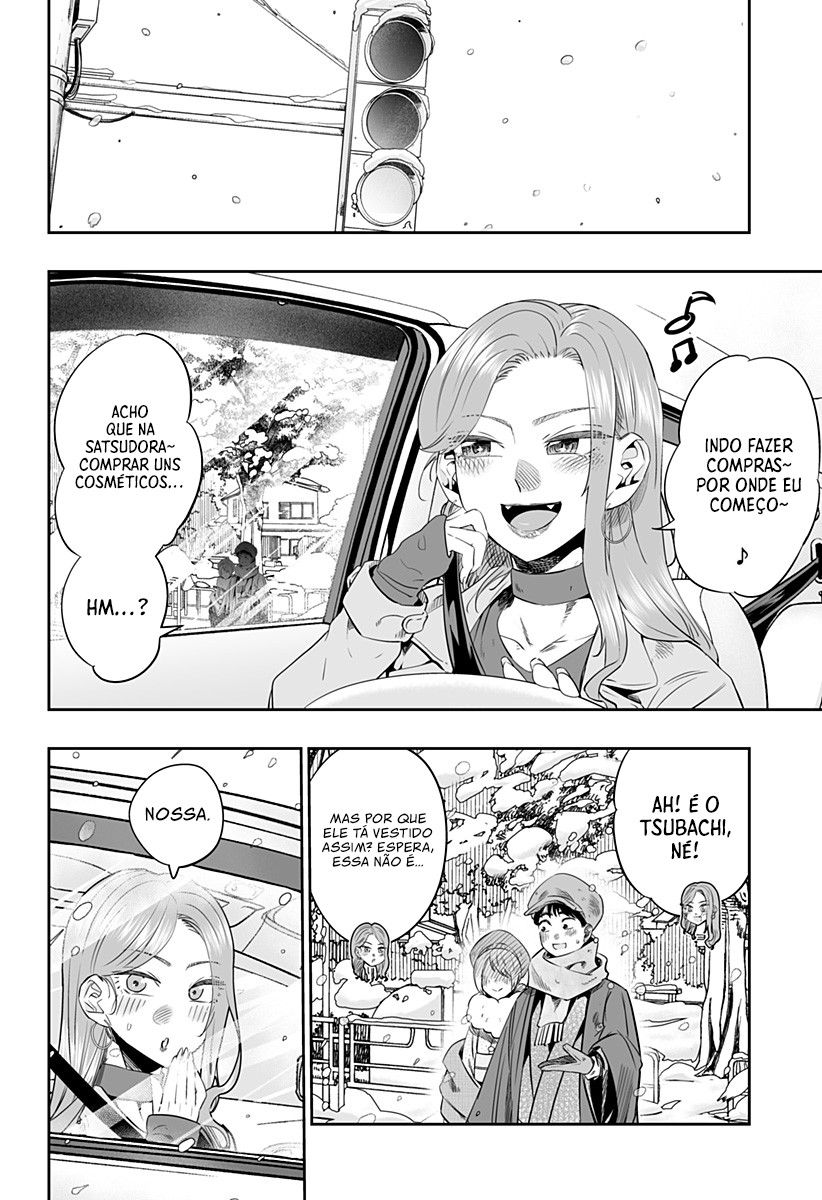 INDO FAZER
COMPRAS~
POR ONDE EU
COMEÇO~
♪
ACHO
QUE NA
SATSUDORA~
COMPRAR UNS
COSMÉTICOS...
HM...?
AH! É O
TSUBACHI,
NÉ!
MAS POR QUE
ELE TÁ VESTIDO
ASSIM? ESPERA,
ESSA NÃO É...
NOSSA.